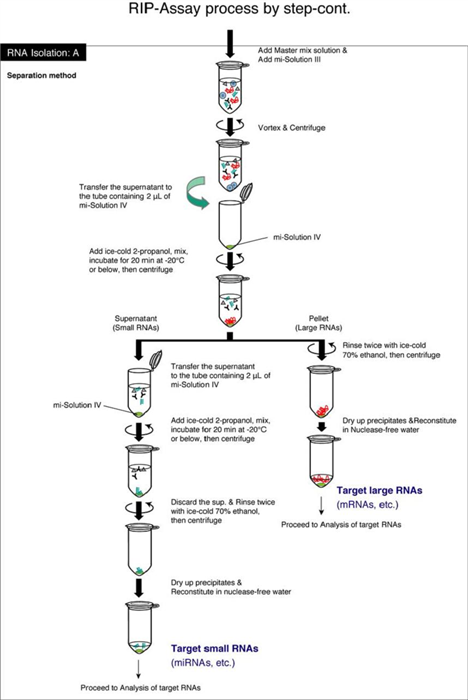 RIP-Assay process by step-cont.
RNA Isolation: A
Separation method
Add Master mix solution &
Add mi-Solution III
Vortex & Centrifuge
Transfer the supernatant to
the tube containing 2 µL of
mi-Solution IV
mi-Solution IV
Add ice-cold 2-propanol, mix,
incubate for 20 min at -20°C
or below, then centrifuge
Supernatant
(Small RNAs)
Pellet
(Large RNAs)
Rinse twice with ice-cold
70% ethanol, then centrifuge
Transfer the supernatant
to the tube containing 2 µL of
mi-Solution IV
mi-Solution IV
Add ice-cold 2-propanol, mix,
incubate for 20 min at -20°C
or below, then centrifuge
Dry up precipitates &Reconstitute
in Nuclease-free water
Target large RNAs
(mRNAs, etc.)
Proceed to Analysis of target RNAs
Discard the sup. & Rinse twice
with ice-cold 70% ethanol,
then centrifuge
Dry up precipitates &
Reconstitute in nuclease-free water
Target small RNAs
(miRNAs, etc.)
Proceed to Analysis of target RNAs